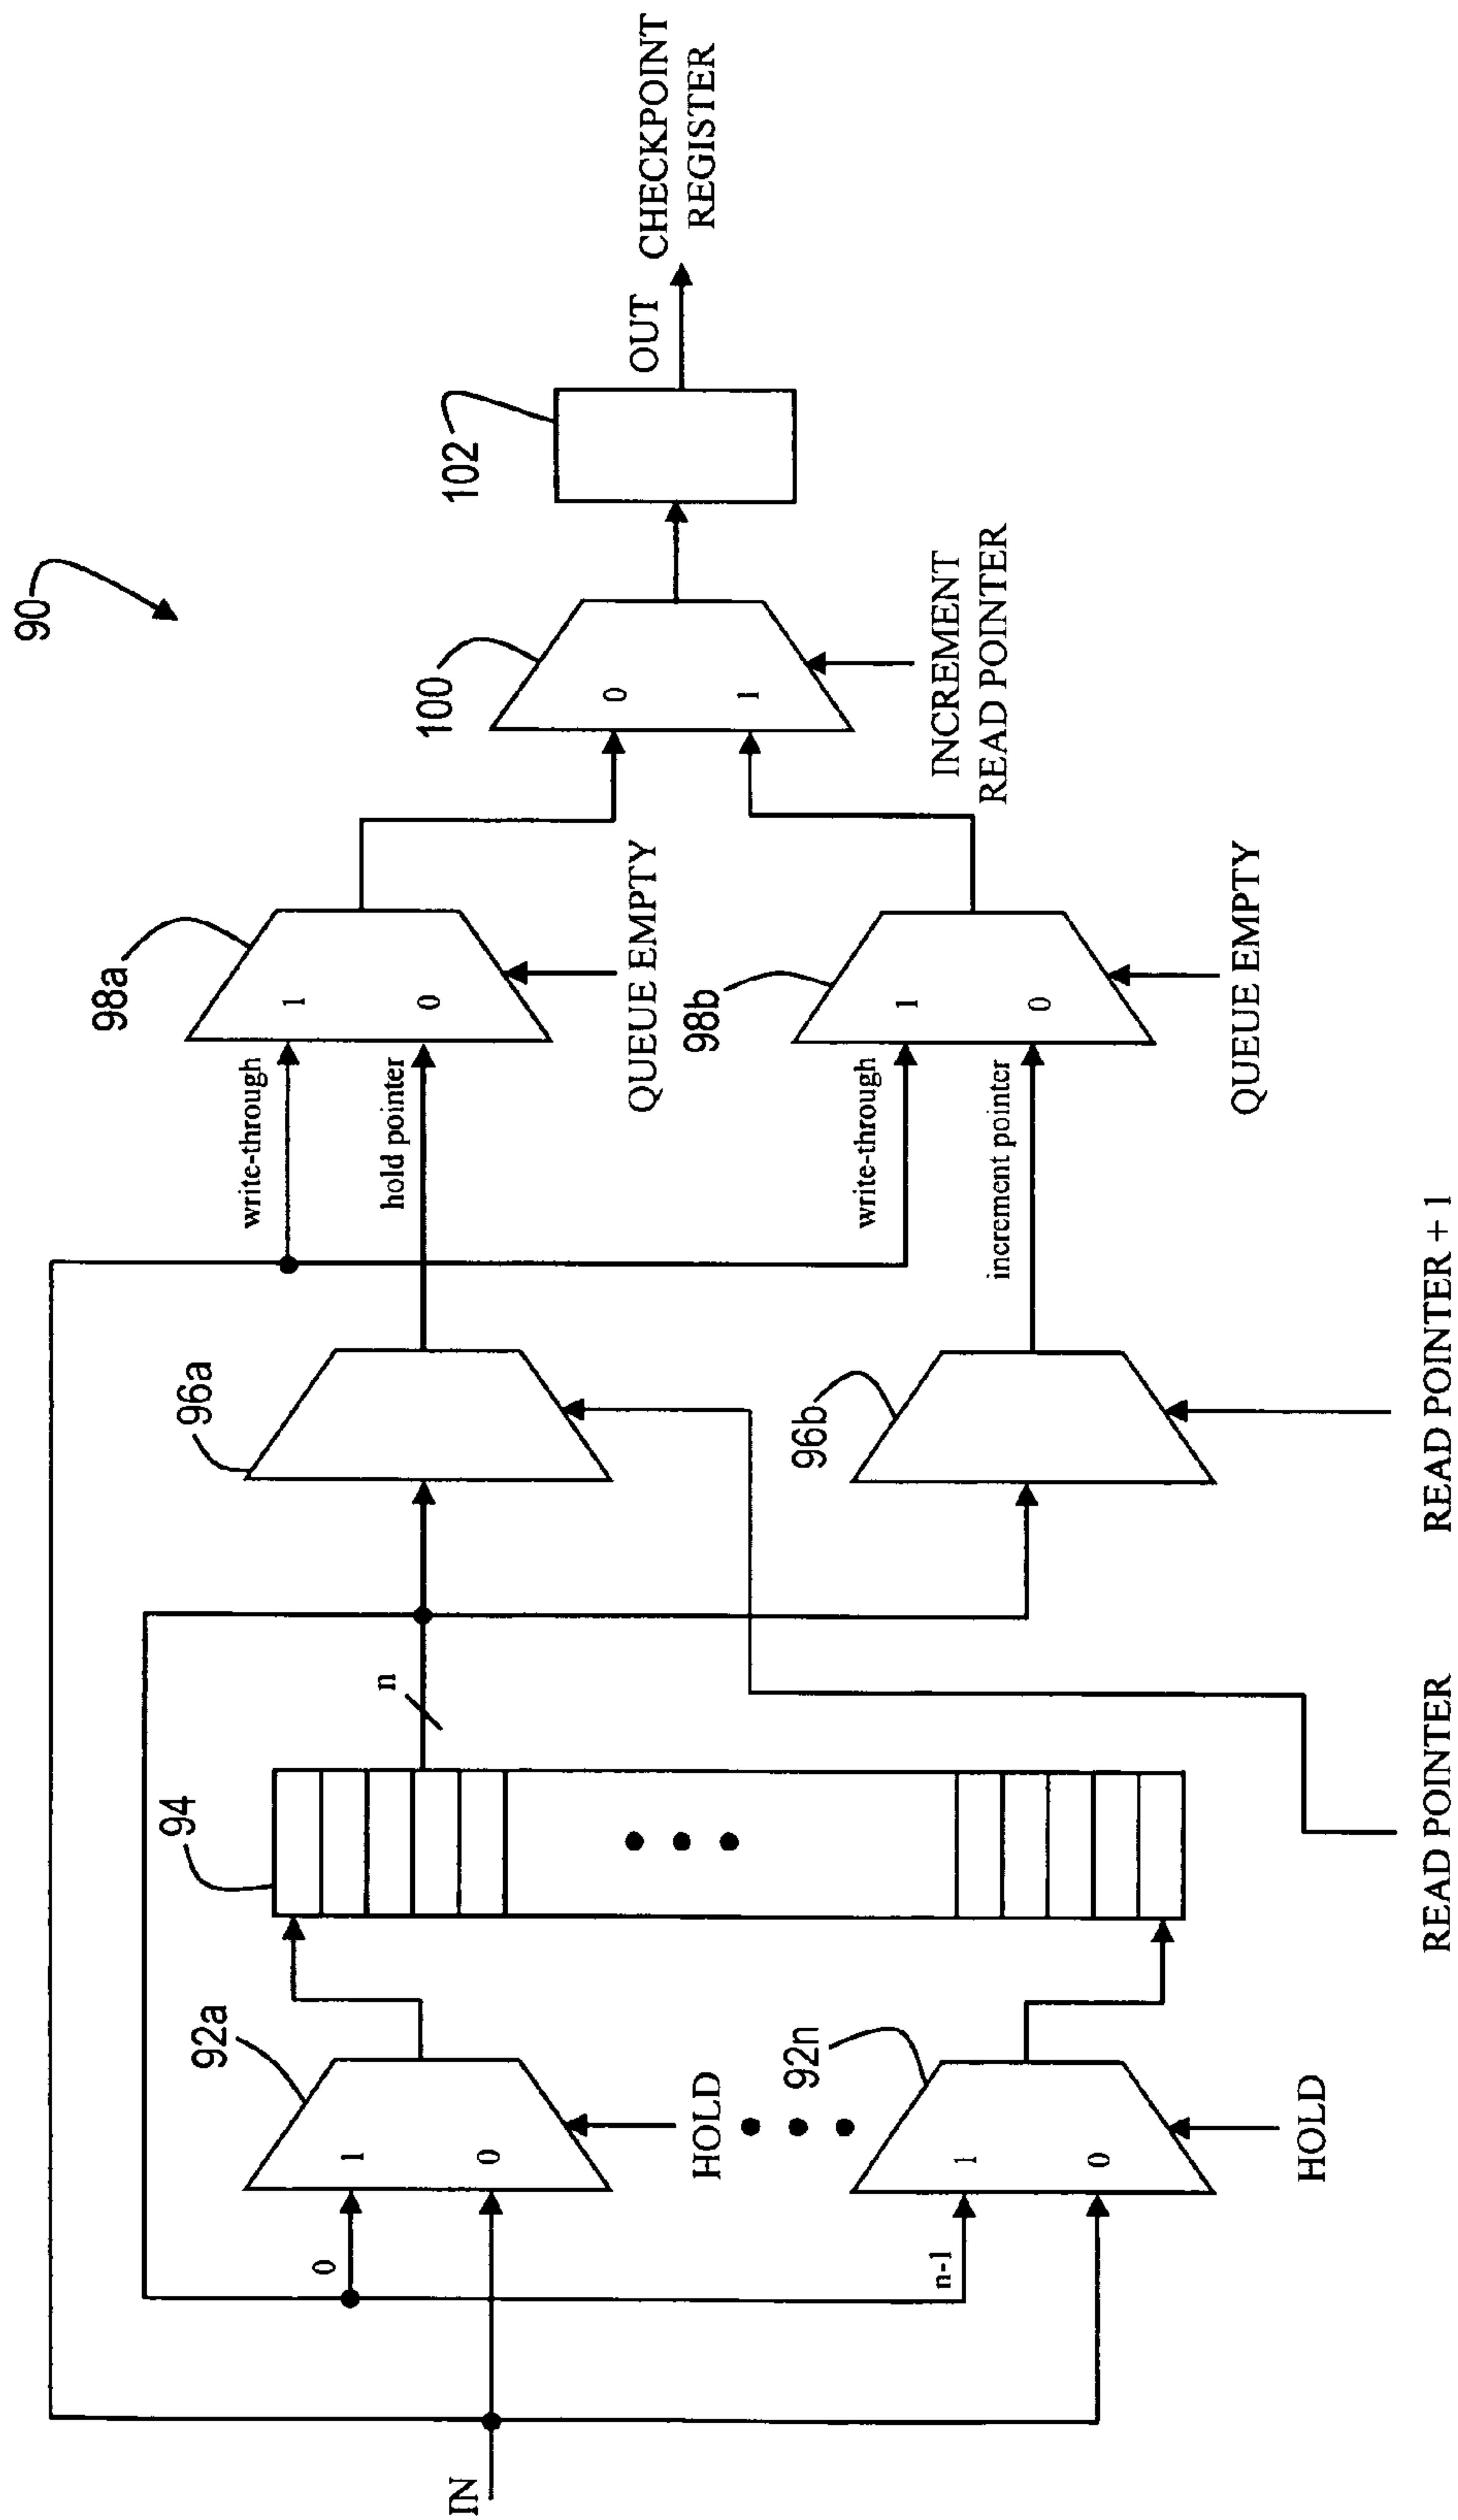 90
IN
0
n-1
92a
1
0
HOLD
92n
1
0
HOLD
94
n
READ POINTER
96a
96b
READ POINTER + 1
write-through
hold pointer
write-through
increment pointer
98a
1
0
QUEUE EMPTY
98b
1
0
QUEUE EMPTY
100
0
1
INCREMENT
READ POINTER
102
OUT
CHECKPOINT
REGISTER